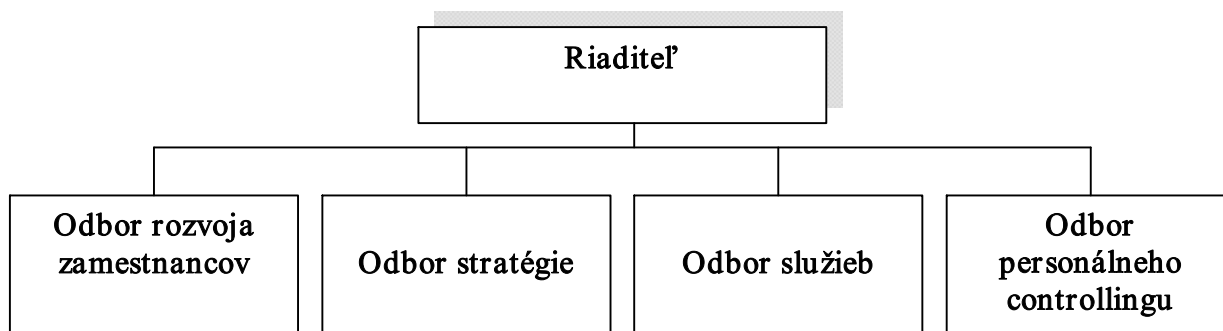 Riaditeľ
Odbor rozvoja
zamestnancov
Odbor stratégie
Odbor služieb
Odbor
personálneho
controllingu